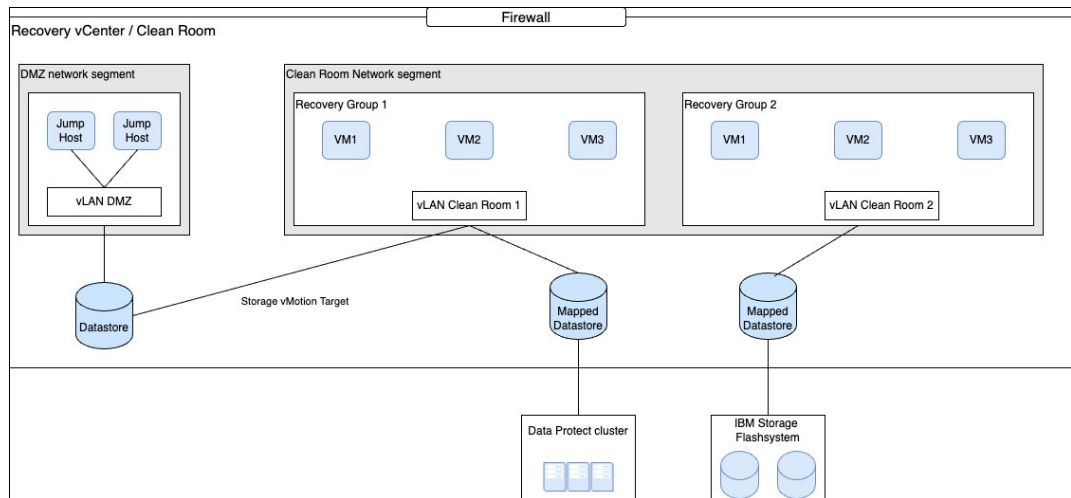 Firewall
Recovery vCenter / Clean Room
DMZ network segment
Jump
Host
Jump
Host
vLAN DMZ
Clean Room Network segment
Recovery Group 1
VM1
VM2
VM3
vLAN Clean Room 1
Recovery Group 2
VM1
VM2
VM3
vLAN Clean Room 2
Storage vMotion Target
Datastore
Mapped
Datastore
Mapped
Datastore
Data Protect cluster
IBM Storage
Flashsystem